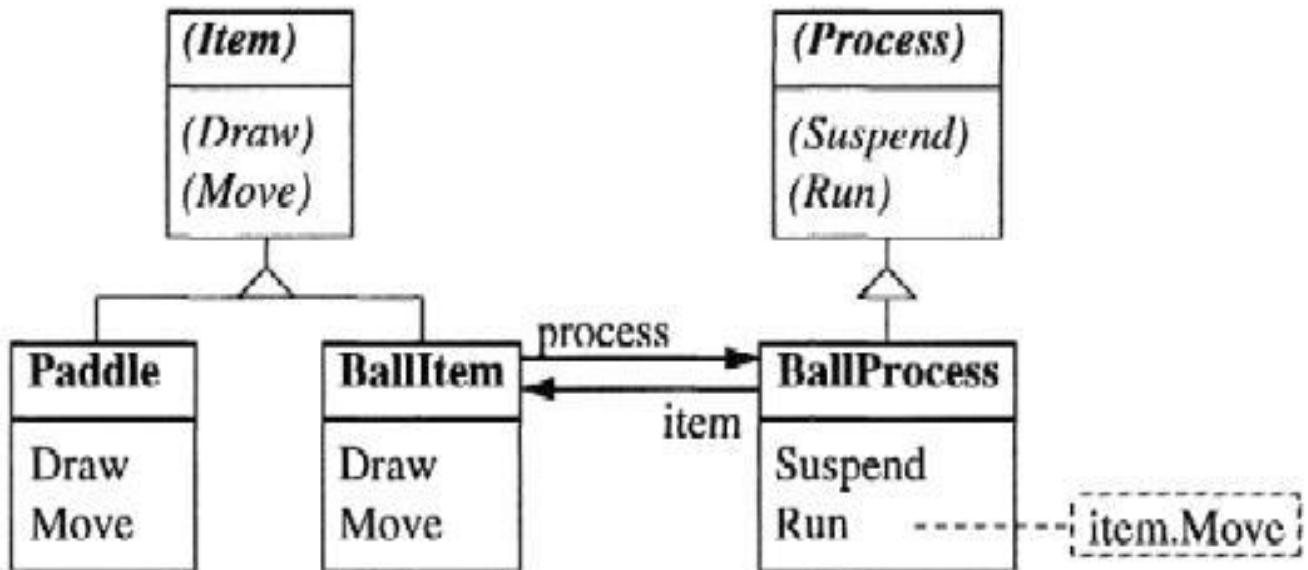 (Item)
(Draw)
(Move)
(Process)
(Suspend)
(Run)
Paddle
Draw
Move
BallItem
Draw
Move
process
item
BallProcess
Suspend
Run
item.Move